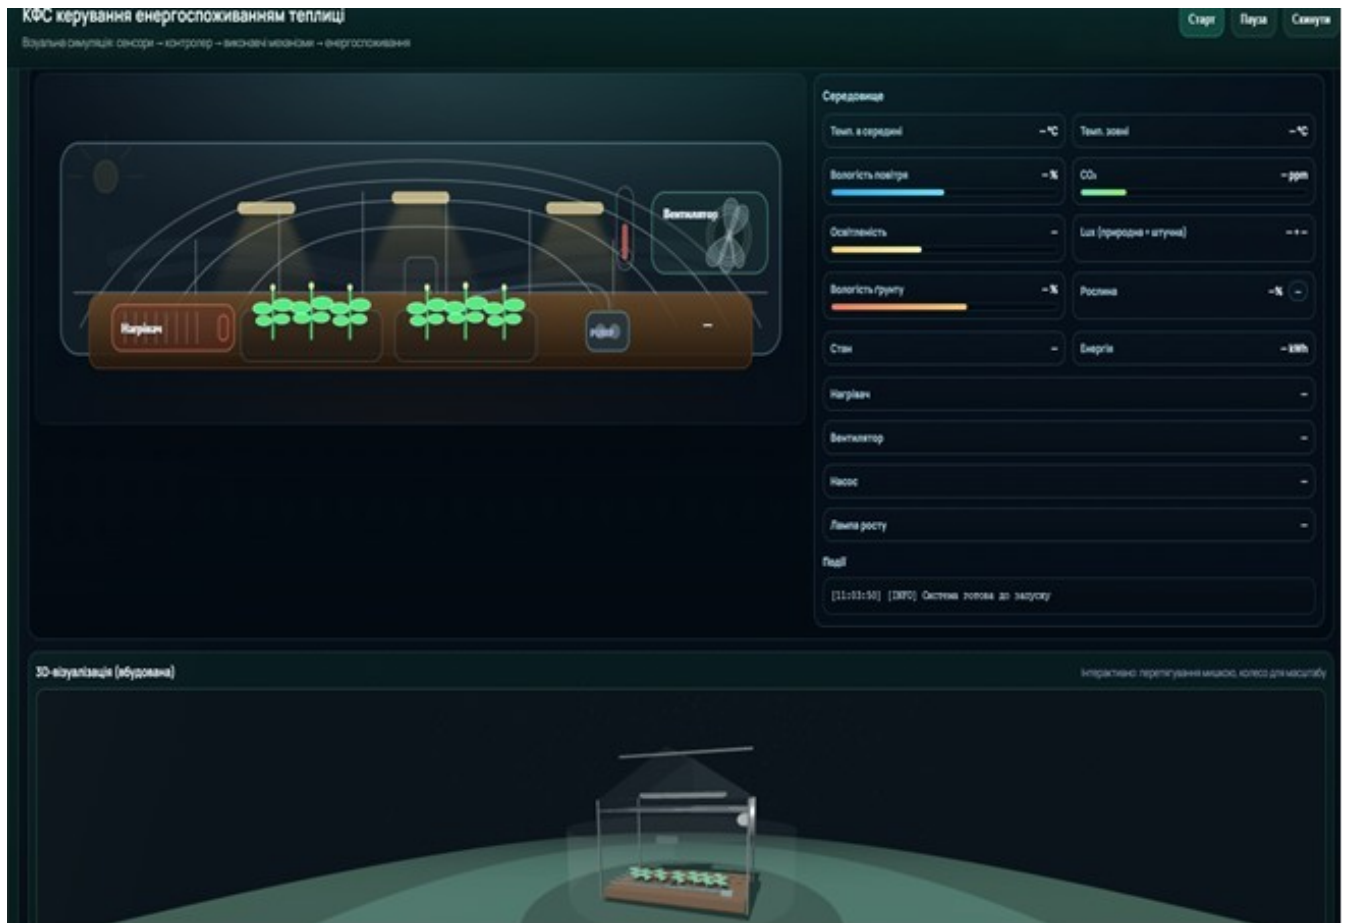 КФС керування енергоспоживанням теплиці
Візуальна симуляція: сенсори → контролер → виконавчі механізми → енергоспоживання
Старт
Пауза
Скинути
Вентилятор
Нагрівач
PUMP
–
Середовище
Темп. всередині – °C
Темп. зовні – °C
Вологість повітря – %
CO₂ – ppm
Освітленість –
Lux (природна + штучна) – + –
Вологість ґрунту – %
Рослина – % –
Стан –
Енергія – kWh
Нагрівач –
Вентилятор –
Насос –
Лампа росту –
Події
[11:03:50] [INFO] Система готова до запуску
3D-візуалізація (вбудована)
Інтерактивно: перетягування мишкою, колесо для масштабу